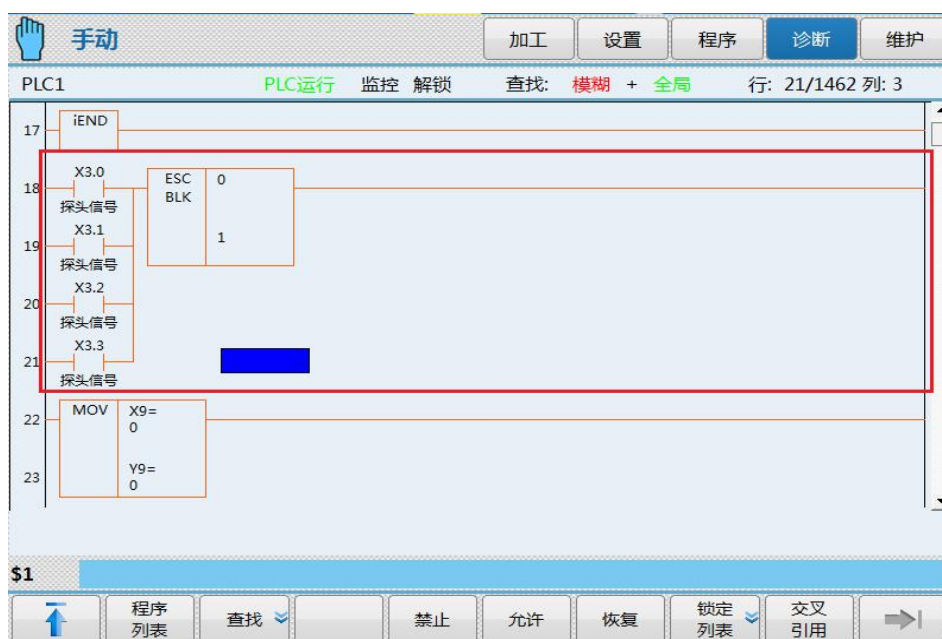 手动 加工 设置 程序 诊断 维护
PLC1 PLC运行 监控 解锁 查找: 模糊 + 全局 行: 21/1462 列: 3
17 iEND
X3.0
18 ESC 0
探头信号 BLK
X3.1
19 1
探头信号
X3.2
20
探头信号
X3.3
21
探头信号
22 MOV X9=
0
23 Y9=
0
$1
程序列表 查找 禁止 允许 恢复 锁定列表 交叉引用